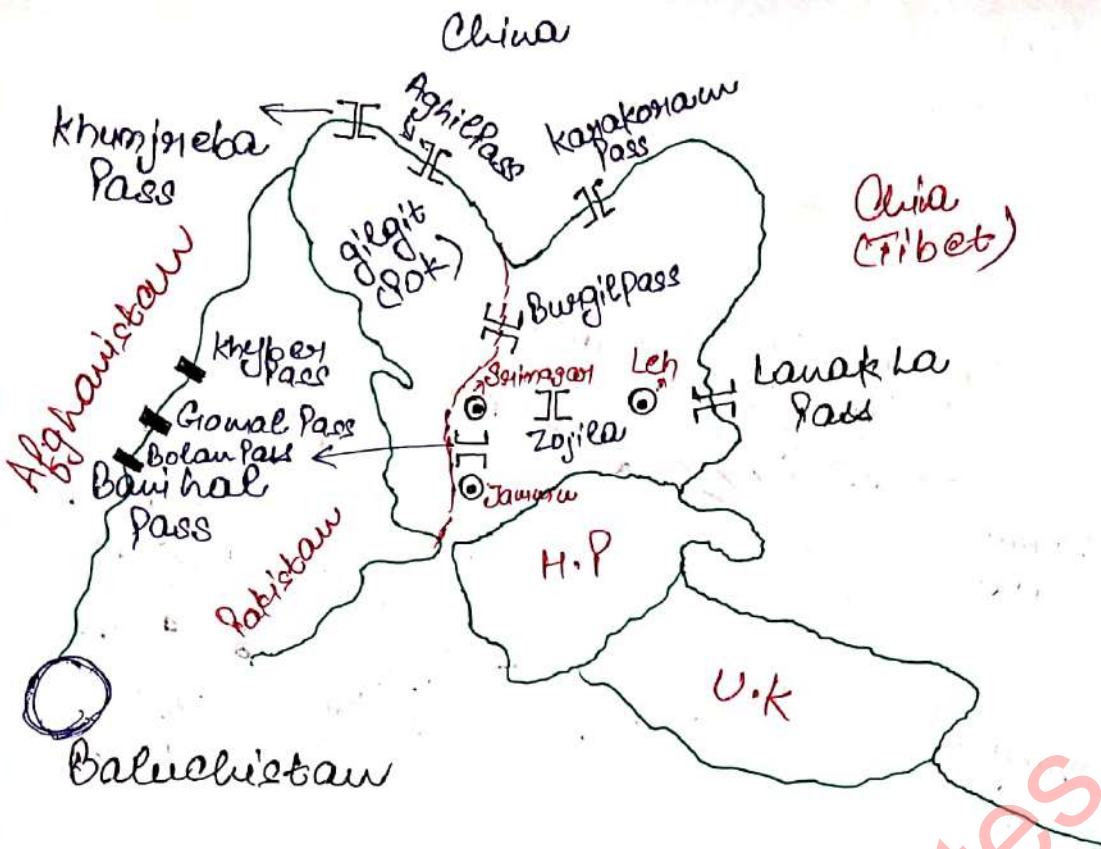 China
Khunjreba
Pass
Aghil Pass
Karakoram
Pass
China
(Tibet)
Gilgit
(POK)
Burgil Pass
Afghanistan
Khyber
Pass
Srinagar
Leh
Lanak La
Pass
Gomal Pass
Zojila
Bolan Pass
Banihal
Pass
Jammu
Pakistan
H.P
U.K
Baluchistan
tes